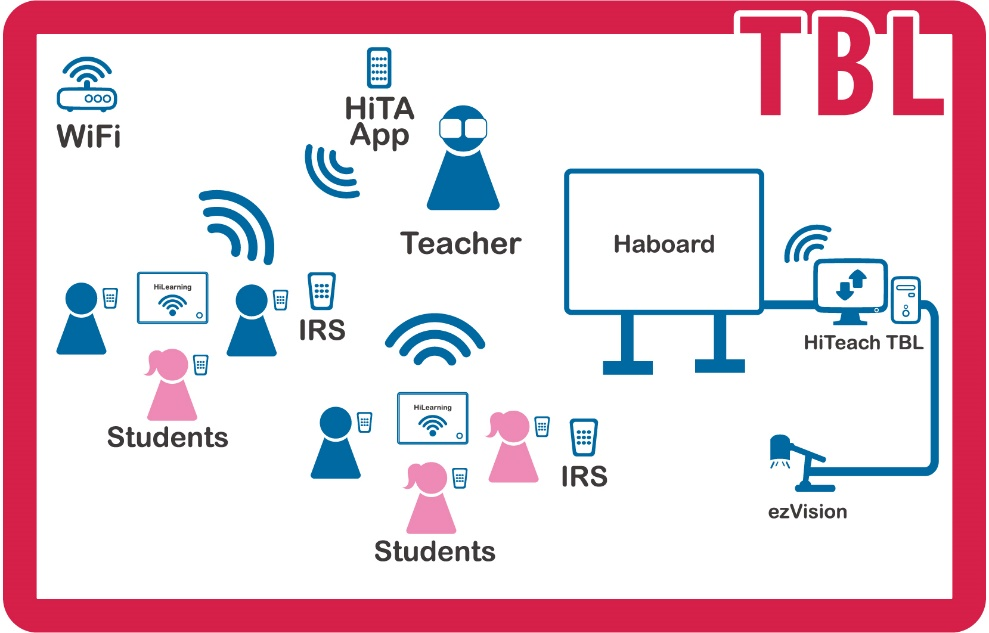 TBL
WiFi
HiTA
App
Teacher
Haboard
HiTeach TBL
HiLearning
IRS
Students
HiLearning
IRS
Students
ezVision